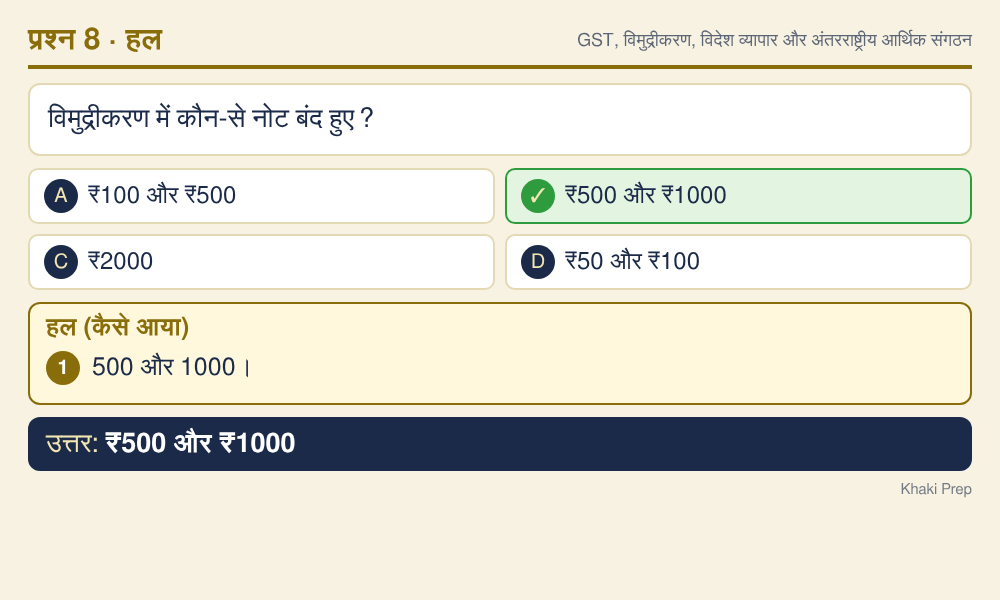 प्रश्न 8 · हल
GST, विमुद्रीकरण, विदेश व्यापार और अंतरराष्ट्रीय आर्थिक संगठन
विमुद्रीकरण में कौन-से नोट बंद हुए ?
A ₹100 और ₹500
✓ ₹500 और ₹1000
C ₹2000
D ₹50 और ₹100
हल (कैसे आया)
1 500 और 1000।
उत्तर: ₹500 और ₹1000
Khaki Prep